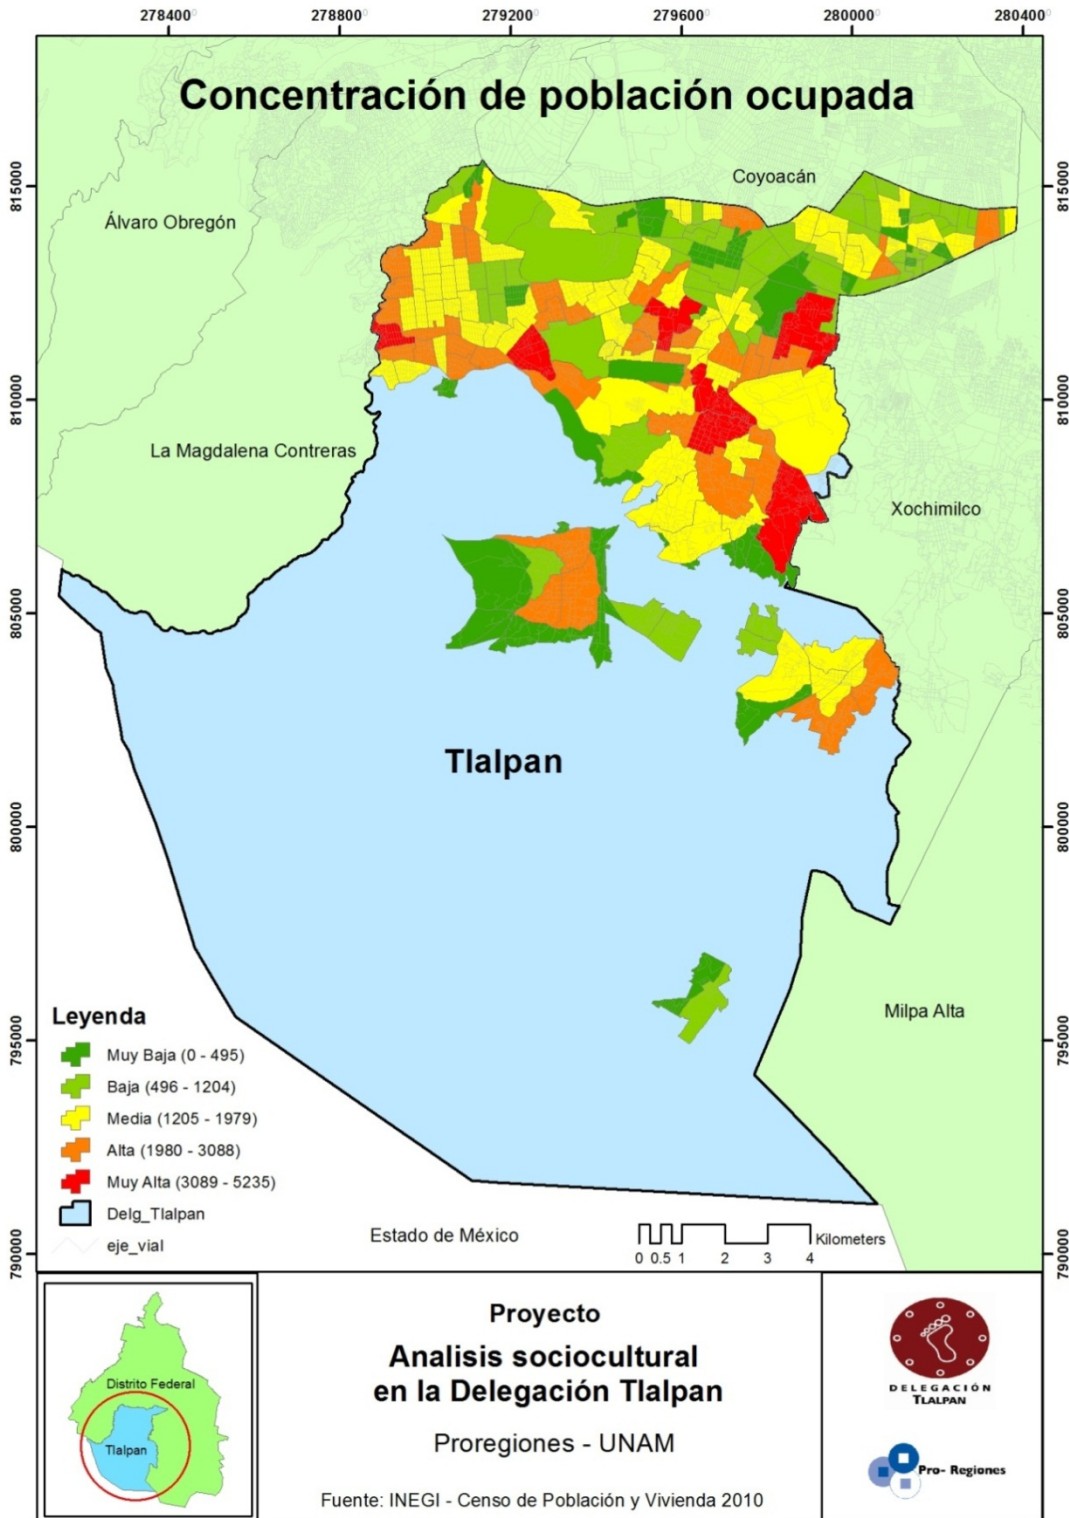 278400 278800 279200 279600 280000 280400
Concentración de población ocupada
815000
815000
Coyoacán
Álvaro Obregón
810000
810000
La Magdalena Contreras
Xochimilco
805000
805000
Tlalpan
800000
800000
Leyenda
Muy Baja (0 - 495)
Baja (496 - 1204)
Media (1205 - 1979)
Alta (1980 - 3088)
Muy Alta (3089 - 5235)
Delg_Tlalpan
eje_vial
795000
795000
Milpa Alta
Estado de México
Kilometers
0 0.5 1 2 3 4
790000
790000
Distrito Federal
Tlalpan
Proyecto
Analisis sociocultural
en la Delegación Tlalpan
Proregiones - UNAM
Fuente: INEGI - Censo de Población y Vivienda 2010
DELEGACIÓN
TLALPAN
Pro- Regiones